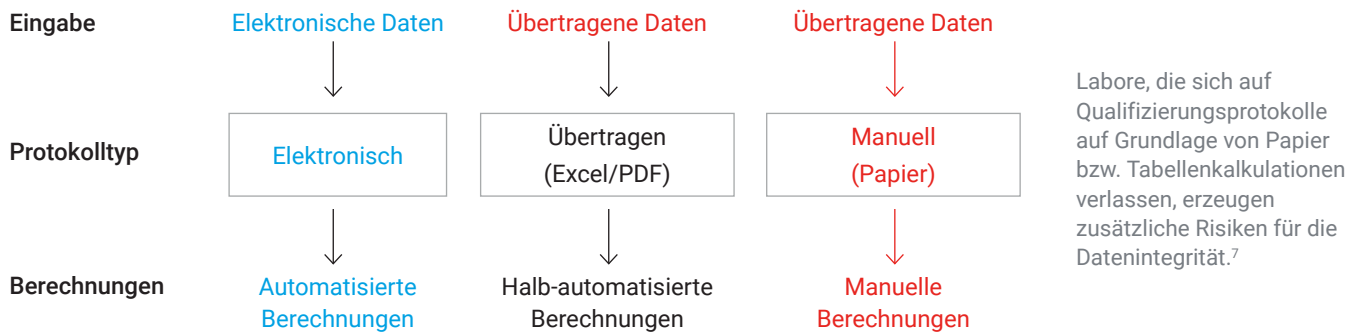 Eingabe
Elektronische Daten
Übertragene Daten
Übertragene Daten
Protokolltyp
Elektronisch
Übertragen
(Excel/PDF)
Manuell
(Papier)
Berechnungen
Automatisierte
Berechnungen
Halb-automatisierte
Berechnungen
Manuelle
Berechnungen
Labore, die sich auf
Qualifizierungsprotokolle
auf Grundlage von Papier
bzw. Tabellenkalkulationen
verlassen, erzeugen
zusätzliche Risiken für die
Datenintegrität.⁷